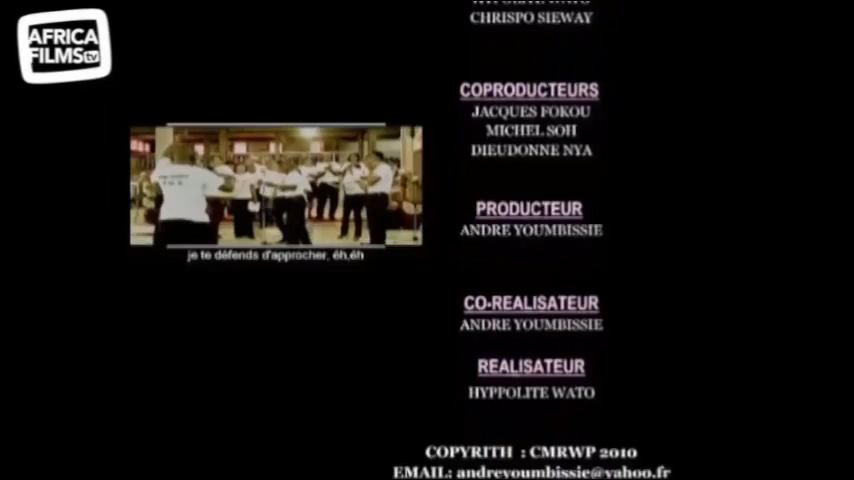 AFRICA
FILMS tv
CHRISPO SIEWAY
COPRODUCTEURS
JACQUES FOKOU
MICHEL SOH
DIEUDONNE NYA
PRODUCTEUR
ANDRE YOUMBISSIE
je te défends d'approcher, éh,éh
CO-REALISATEUR
ANDRE YOUMBISSIE
REALISATEUR
HYPPOLITE WATO
COPYRITH : CMRWP 2010
EMAIL: andreyoumbissie@yahoo.fr